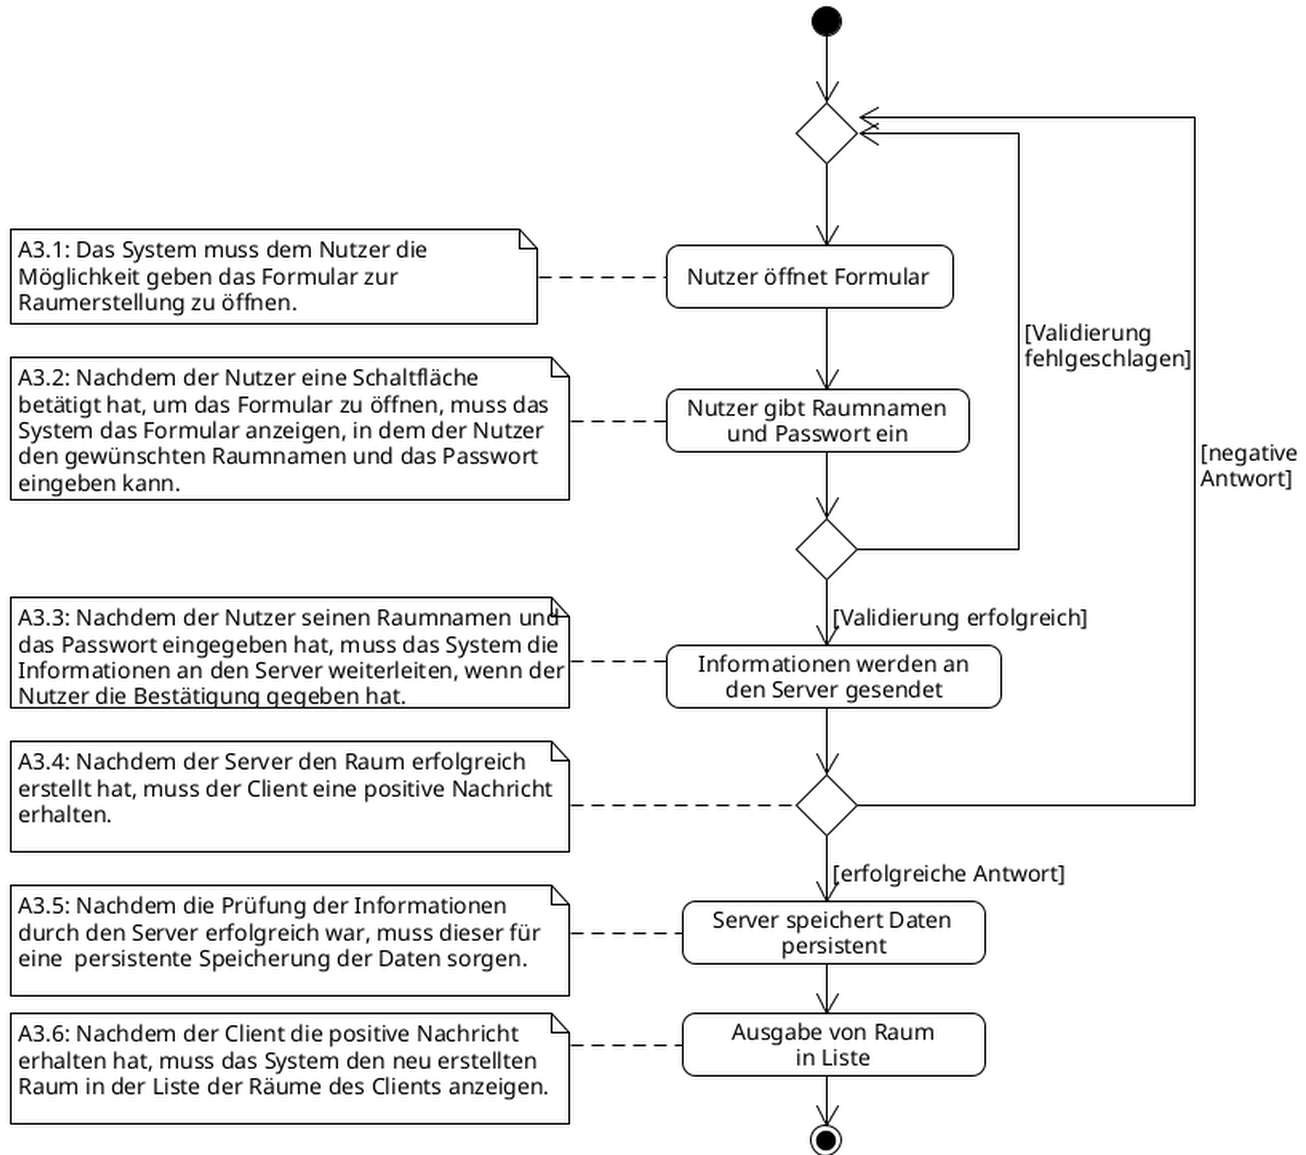 A3.1: Das System muss dem Nutzer die
Möglichkeit geben das Formular zur
Raumerstellung zu öffnen.
Nutzer öffnet Formular
[Validierung
fehlgeschlagen]
A3.2: Nachdem der Nutzer eine Schaltfläche
betätigt hat, um das Formular zu öffnen, muss das
System das Formular anzeigen, in dem der Nutzer
den gewünschten Raumnamen und das Passwort
eingeben kann.
Nutzer gibt Raumnamen
und Passwort ein
[negative
Antwort]
A3.3: Nachdem der Nutzer seinen Raumnamen und
das Passwort eingegeben hat, muss das System die
Informationen an den Server weiterleiten, wenn der
Nutzer die Bestätigung gegeben hat.
[Validierung erfolgreich]
Informationen werden an
den Server gesendet
A3.4: Nachdem der Server den Raum erfolgreich
erstellt hat, muss der Client eine positive Nachricht
erhalten.
[erfolgreiche Antwort]
A3.5: Nachdem die Prüfung der Informationen
durch den Server erfolgreich war, muss dieser für
eine  persistente Speicherung der Daten sorgen.
Server speichert Daten
persistent
A3.6: Nachdem der Client die positive Nachricht
erhalten hat, muss das System den neu erstellten
Raum in der Liste der Räume des Clients anzeigen.
Ausgabe von Raum
in Liste